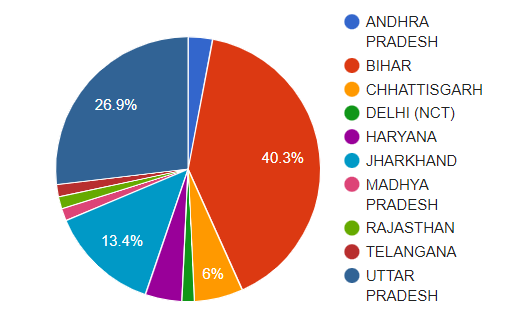 ANDHRA
PRADESH
BIHAR
CHHATTISGARH
DELHI (NCT)
HARYANA
JHARKHAND
MADHYA
PRADESH
RAJASTHAN
TELANGANA
UTTAR
PRADESH
26.9%
40.3%
13.4%
6%